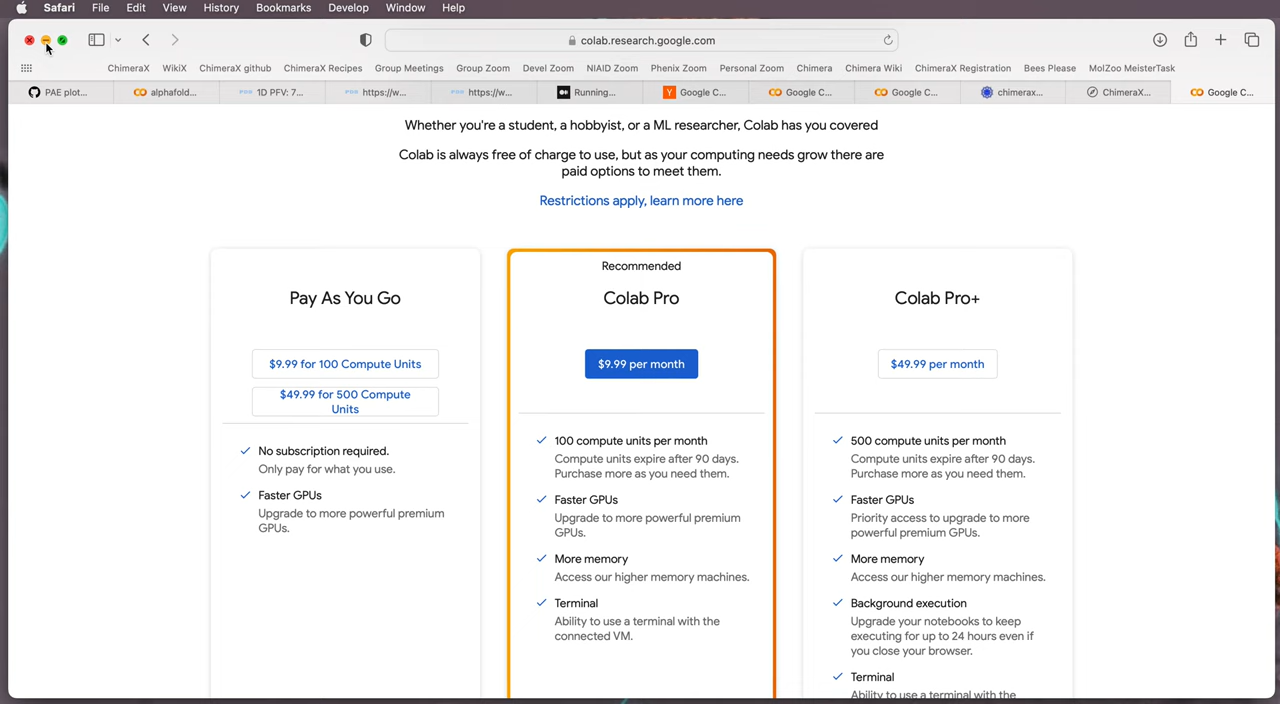 Safari File Edit View History Bookmarks Develop Window Help
colab.research.google.com
ChimeraX WikiX ChimeraX github ChimeraX Recipes Group Meetings Group Zoom Devel Zoom NIAID Zoom Phenix Zoom Personal Zoom Chimera Chimera Wiki ChimeraX Registration Bees Please MolZoo MeisterTask
PAE plot... alphafold... 1D PFV: 7... https://w... https://w... Running... Google C... Google C... Google C... chimerax... ChimeraX... Google C...
Whether you're a student, a hobbyist, or a ML researcher, Colab has you covered
Colab is always free of charge to use, but as your computing needs grow there are
paid options to meet them.
Restrictions apply, learn more here
Pay As You Go
$9.99 for 100 Compute Units
$49.99 for 500 Compute
Units
No subscription required.
Only pay for what you use.
Faster GPUs
Upgrade to more powerful premium
GPUs.
Recommended
Colab Pro
$9.99 per month
100 compute units per month
Compute units expire after 90 days.
Purchase more as you need them.
Faster GPUs
Upgrade to more powerful premium
GPUs.
More memory
Access our higher memory machines.
Terminal
Ability to use a terminal with the
connected VM.
Colab Pro+
$49.99 per month
500 compute units per month
Compute units expire after 90 days.
Purchase more as you need them.
Faster GPUs
Priority access to upgrade to more
powerful premium GPUs.
More memory
Access our higher memory machines.
Background execution
Upgrade your notebooks to keep
executing for up to 24 hours even if
you close your browser.
Terminal
Ability to use a terminal with the